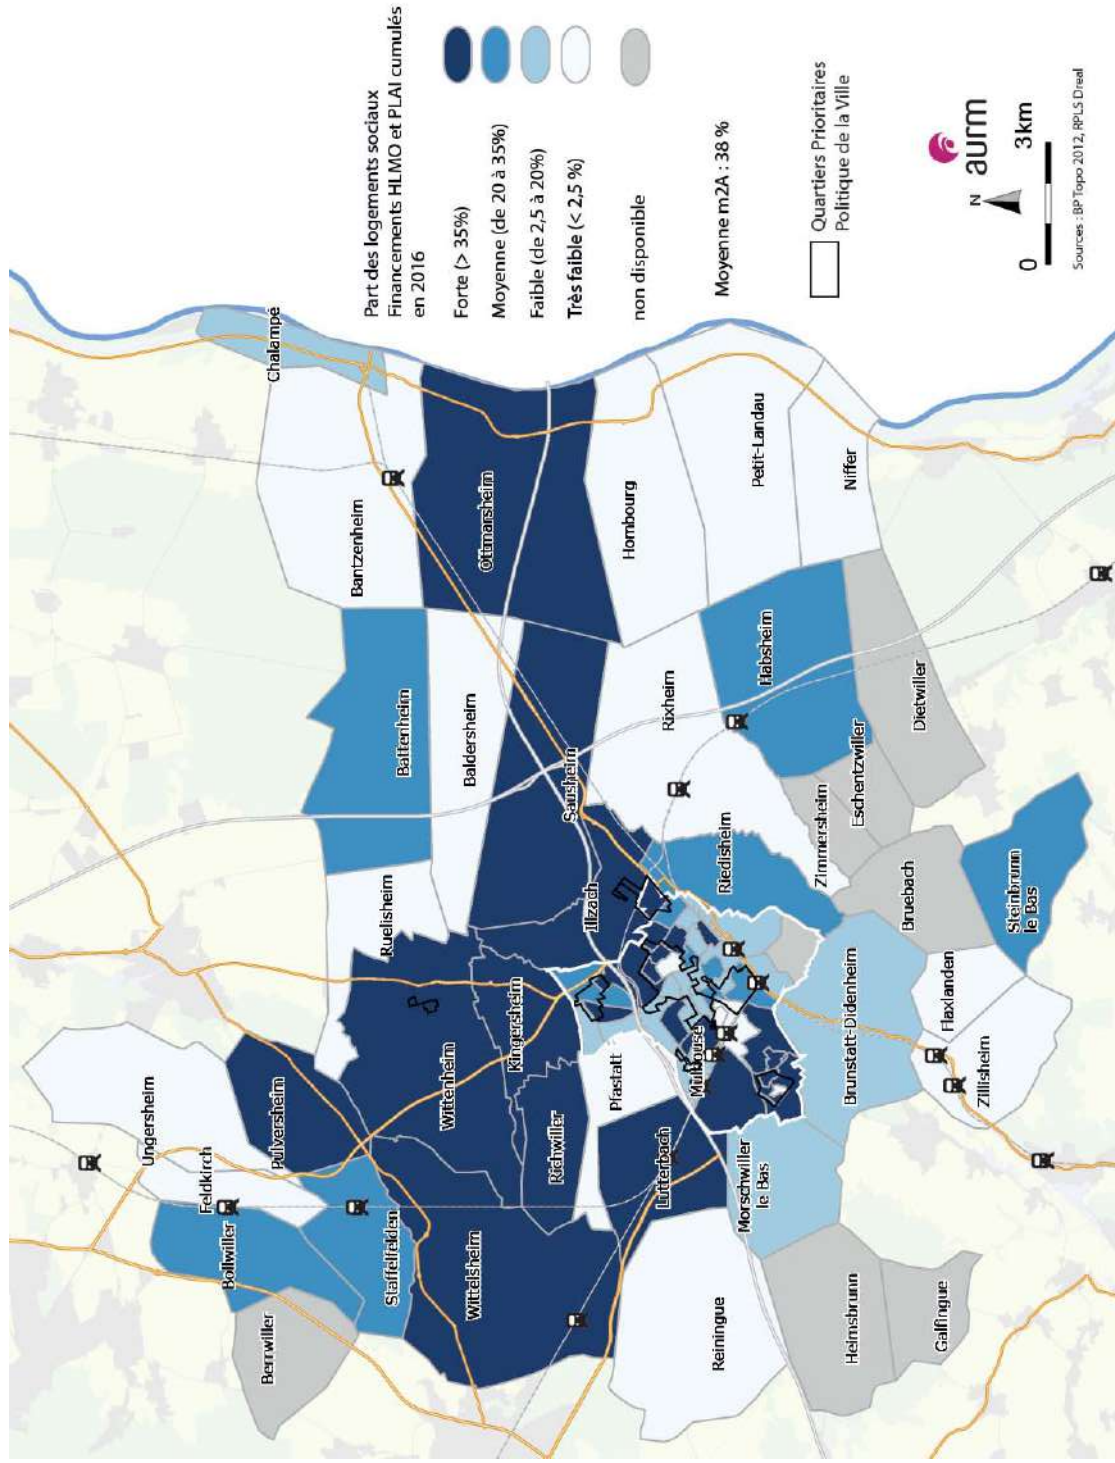 Part des logements sociaux
Financements HLMO et PLAI cumulés
en 2016
Forte (> 35%)
Moyenne (de 20 à 35%)
Faible (de 2,5 à 20%)
Très faible (< 2,5 %)
non disponible
Moyenne m2A : 38 %
Quartiers Prioritaires
Politique de la Ville
N
aurm
0
3km
Sources : BP Topo 2012, RPLS Dreal
Chalampé
Bantzenheim
Ottmarsheim
Hombourg
Petit-Landau
Niffer
Battenheim
Baldersheim
Sausheim
Rixheim
Habsheim
Dietwiller
Eschentzwiller
Zimmersheim
Ruelisheim
Illzach
Riedisheim
Bruebach
Steinbrunn
le Bas
Wittenheim
Kingersheim
Pfastatt
Mulhouse
Brunstatt-Didenheim
Flaxlanden
Zillisheim
Ungersheim
Pulversheim
Feldkirch
Richwiller
Lutterbach
Morschwiller
le Bas
Bollwiller
Staffelfelden
Wittelsheim
Berrwiller
Reiningue
Heimsbrunn
Galfingue